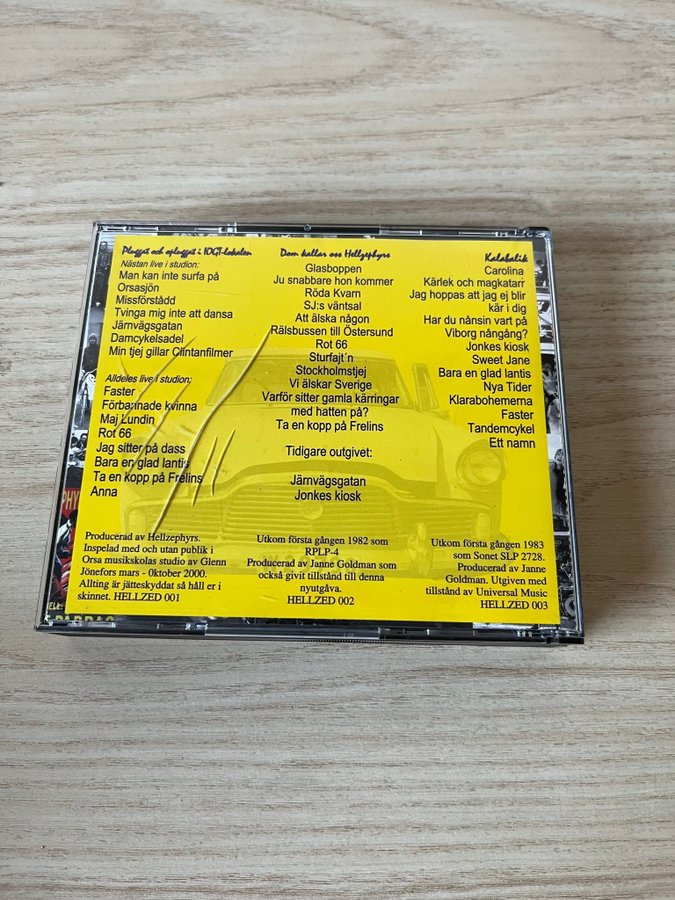 Pluggat och opluggat i IOGT-lokalen
Nästan live i studion:
Man kan inte surfa på
Orsasjön
Missförstådd
Tvinga mig inte att dansa
Järnvägsgatan
Damcykelsadel
Min tjej gillar Clintanfilmer
Alldeles live i studion:
Faster
Förbannade kvinna
Maj Lundin
Rot 66
Jag sitter på dass
Bara en glad lantis
Ta en kopp på Frelins
Anna
Producerad av Hellzephyrs.
Inspelad med och utan publik i
Orsa musikskolas studio av Glenn
Jönefors mars - 0ktober 2000.
Allting är jätteskyddat så håll er i
skinnet. HELLZED 001
Dom kallar oss Hellzephyrs
Glasboppen
Ju snabbare hon kommer
Röda Kvarn
SJ:s väntsal
Att älska någon
Rälsbussen till Östersund
Rot 66
Sturfajt´n
Stockholmstjej
Vi älskar Sverige
Varför sitter gamla kärringar
med hatten på?
Ta en kopp på Frelins
Tidigare outgivet:
Järnvägsgatan
Jonkes kiosk
Utkom första gången 1982 som
RPLP-4
Producerad av Janne Goldman som
också givit tillstånd till denna
nyutgåva.
HELLZED 002
Kalabalik
Carolina
Kärlek och magkatarr
Jag hoppas att jag ej blir
kär i dig
Har du nånsin vart på
Viborg nångång?
Jonkes kiosk
Sweet Jane
Bara en glad lantis
Nya Tider
Klarabohemerna
Faster
Tandemcykel
Ett namn
Utkom första gången 1983
som Sonet SLP 2728.
Producerad av Janne
Goldman. Utgiven med
tillstånd av Universal Music
HELLZED 003